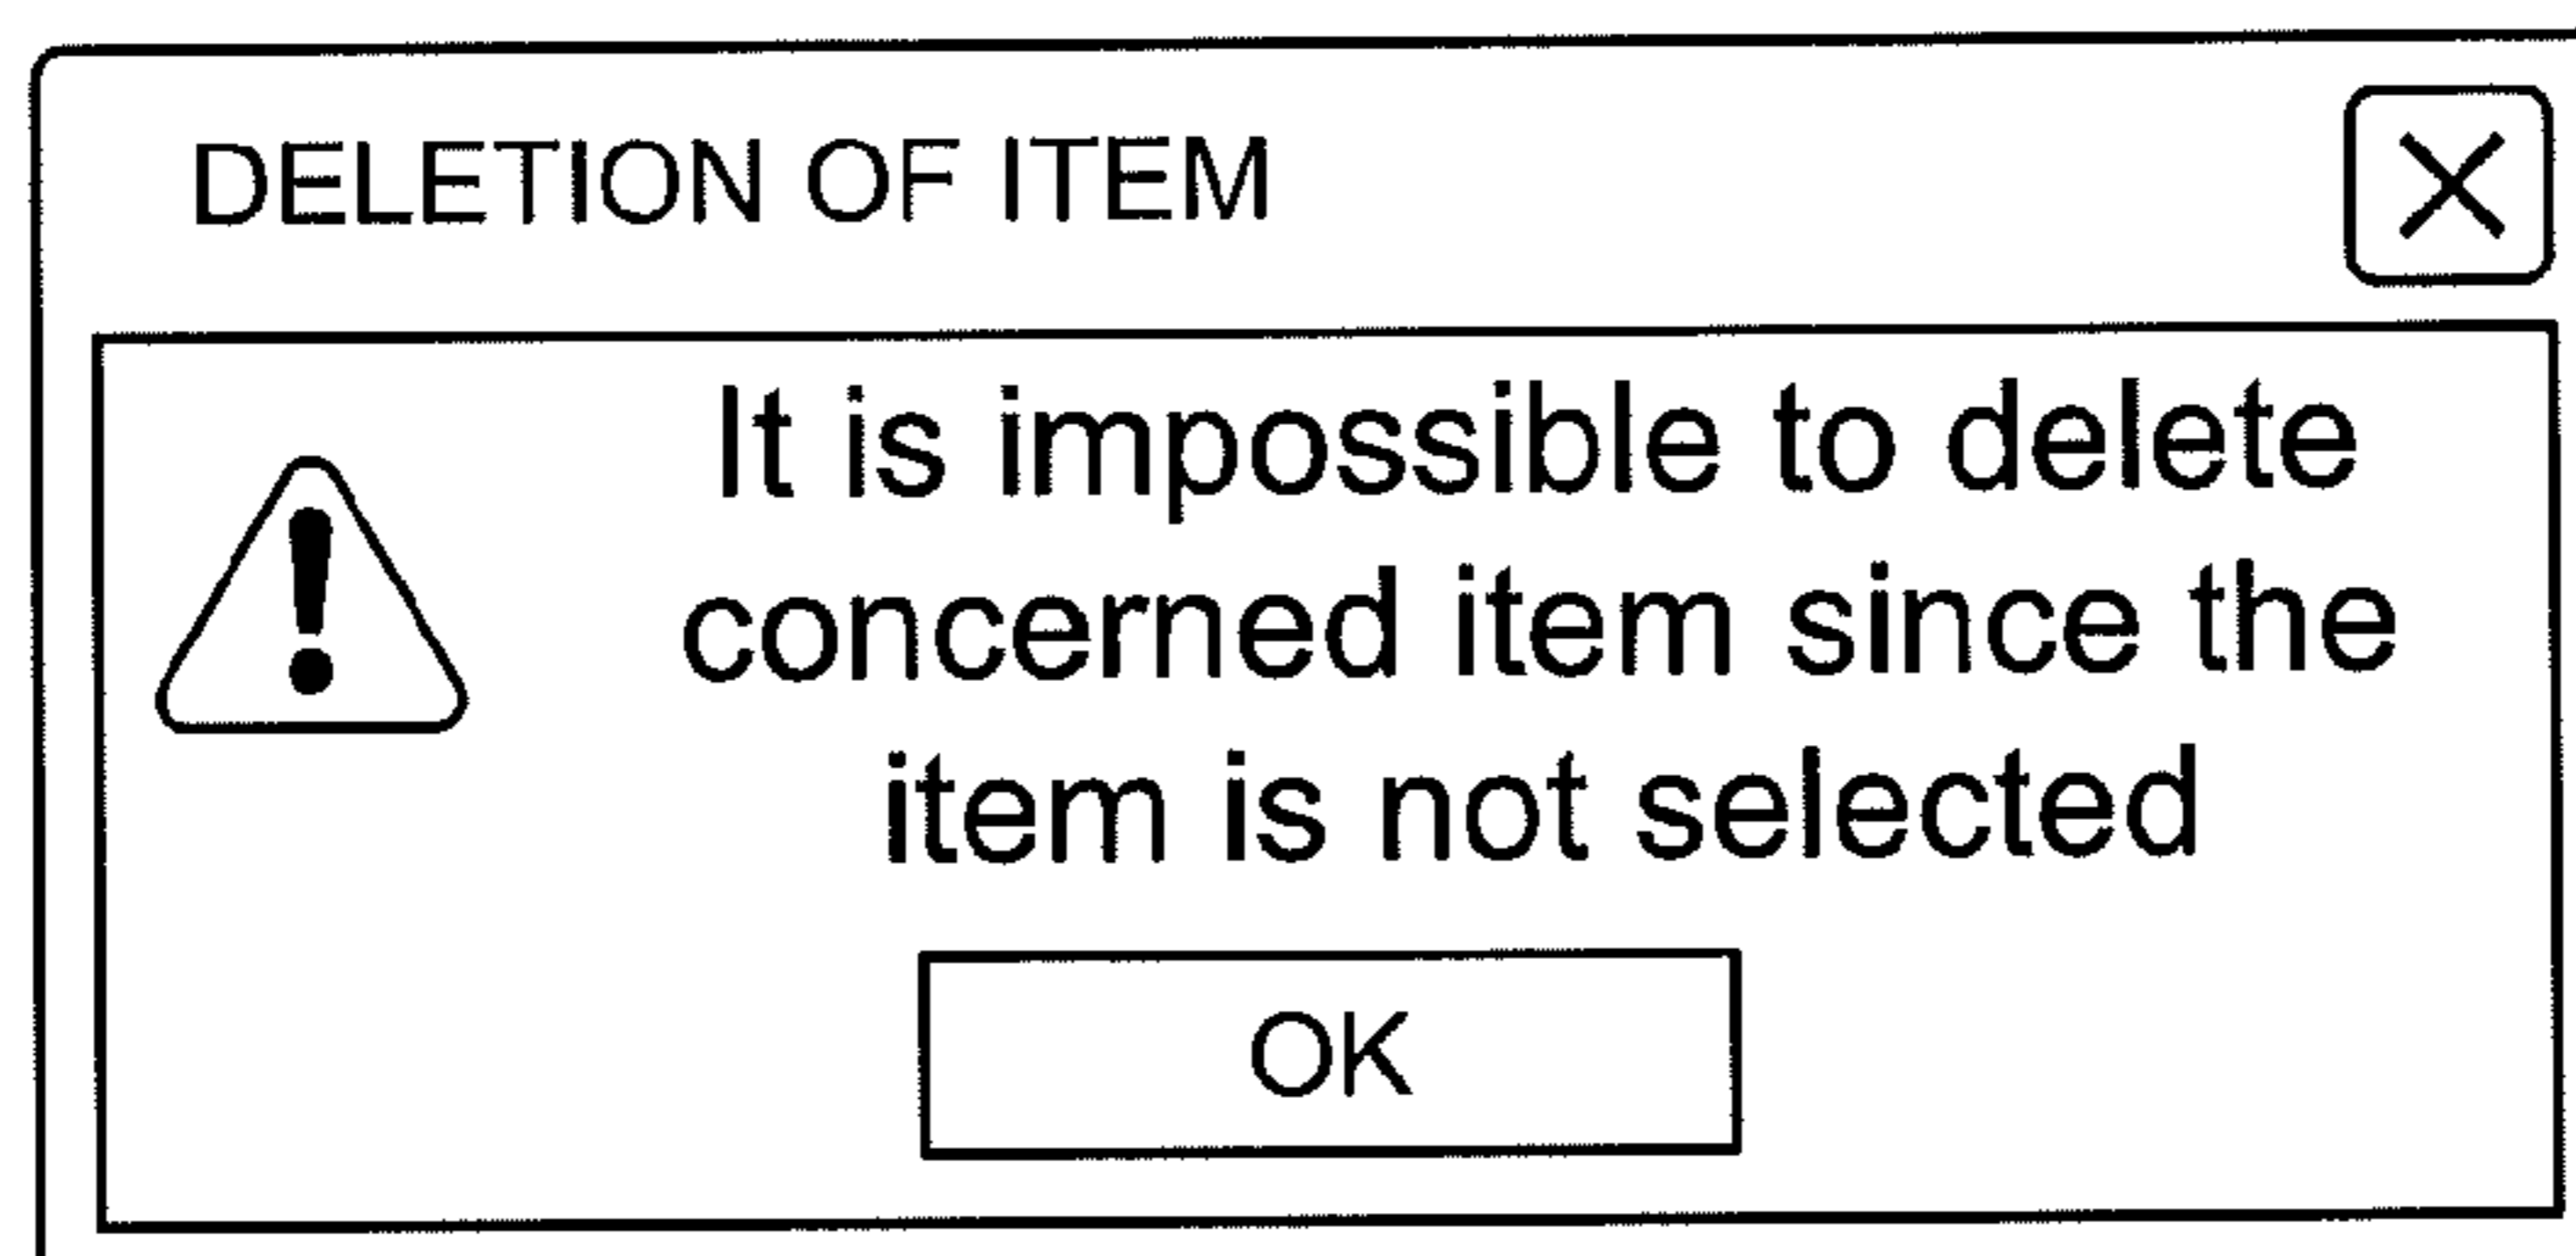 DELETION OF ITEM
It is impossible to delete
concerned item since the
item is not selected
OK